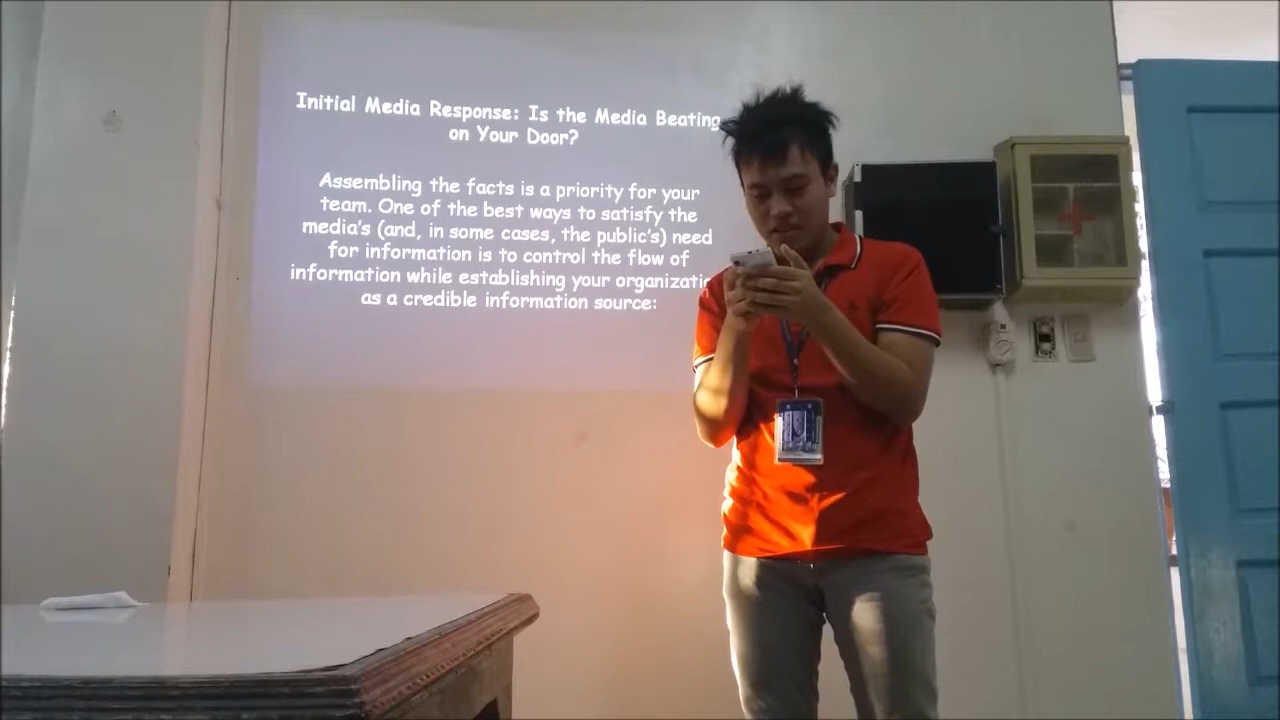 Initial Media Response: Is the Media Beating
on Your Door?
Assembling the facts is a priority for your
team. One of the best ways to satisfy the
media's (and, in some cases, the public's) need
for information is to control the flow of
information while establishing your organizatio
as a credible information source: